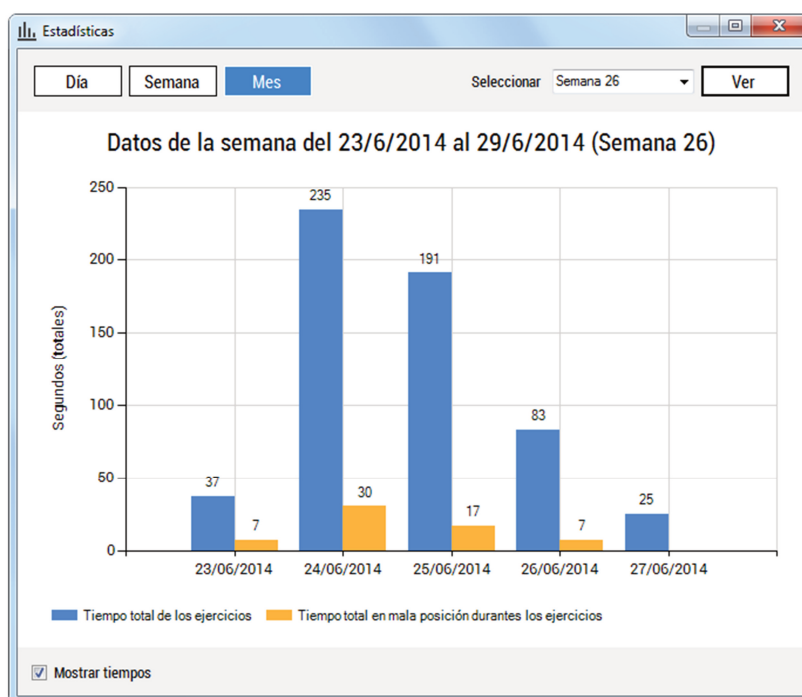 Estadísticas
Día Semana Mes Seleccionar Semana 26 Ver
Datos de la semana del 23/6/2014 al 29/6/2014 (Semana 26)
Segundos (totales)
250
200
150
100
50
0
37
7
235
30
191
17
83
7
25
23/06/2014 24/06/2014 25/06/2014 26/06/2014 27/06/2014
Tiempo total de los ejercicios Tiempo total en mala posición durantes los ejercicios
Mostrar tiempos